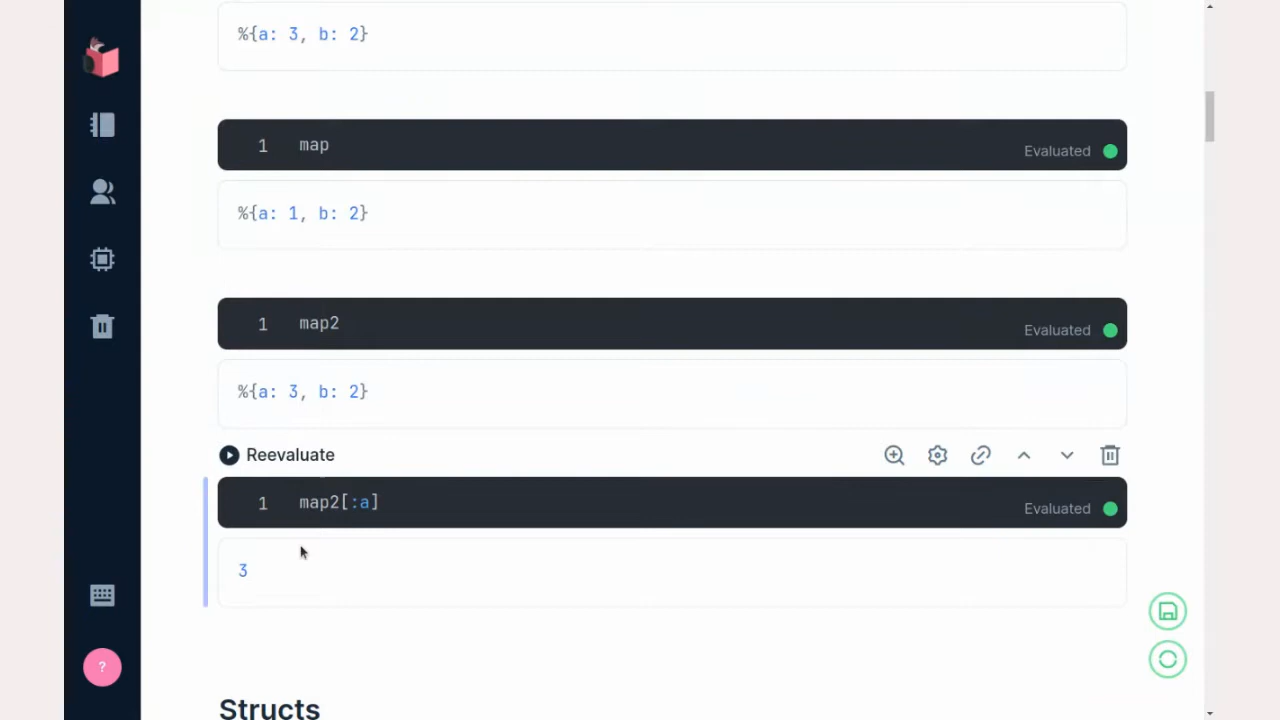 %{a: 3, b: 2}
1 map
Evaluated
%{a: 1, b: 2}
1 map2
Evaluated
%{a: 3, b: 2}
Reevaluate
1 map2[:a]
Evaluated
3
?
Structs